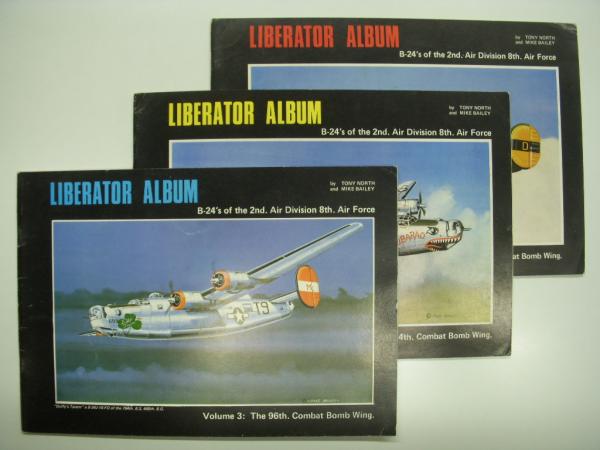 LIBERATOR ALBUM
by TONY NORTH
and MIKE BAILEY
B-24's of the 2nd. Air Division 8th. Air Force
D
bat Bomb Wing.
LIBERATOR ALBUM
by TONY NORTH
and MIKE BAILEY
B-24's of the 2nd. Air Division 8th. Air Force
4th. Combat Bomb Wing.
LIBERATOR ALBUM
by TONY NORTH
and MIKE BAILEY
B-24's of the 2nd. Air Division 8th. Air Force
M
T9
Volume 3: The 96th. Combat Bomb Wing.